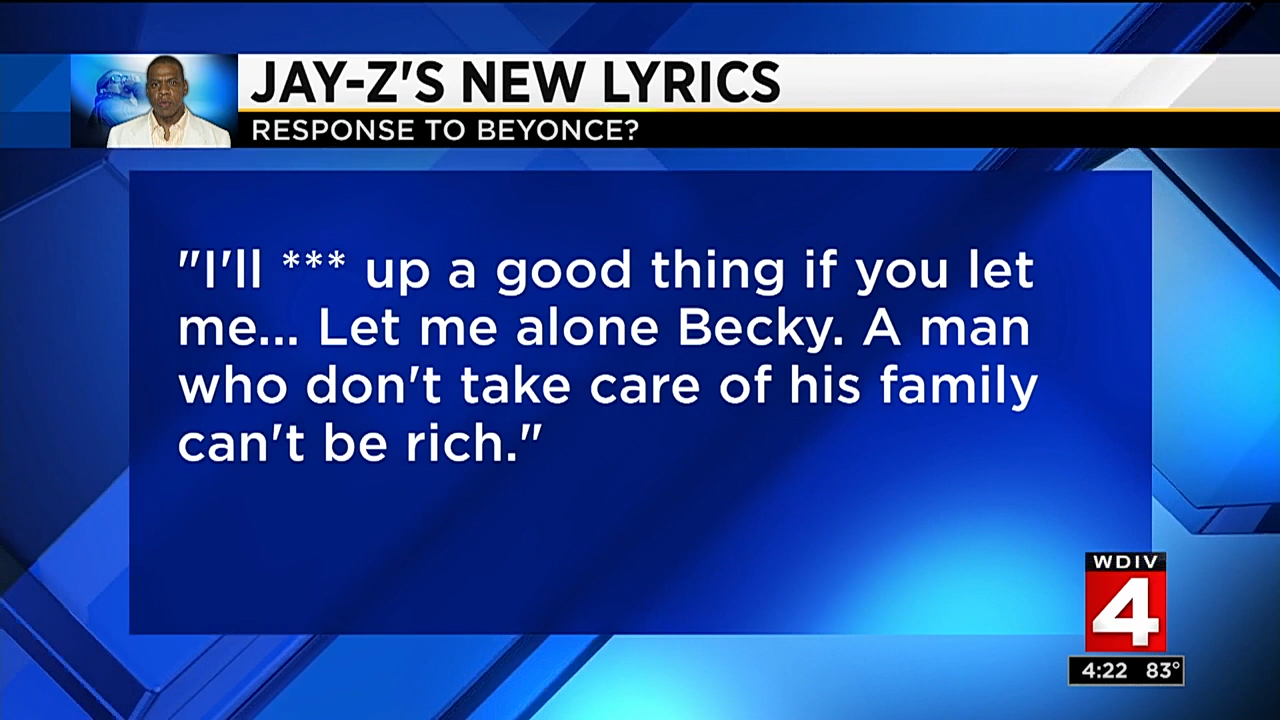 JAY-Z'S NEW LYRICS
RESPONSE TO BEYONCE?
"I'll *** up a good thing if you let
me... Let me alone Becky. A man
who don't take care of his family
can't be rich."
WDIV
4
4:22 83°